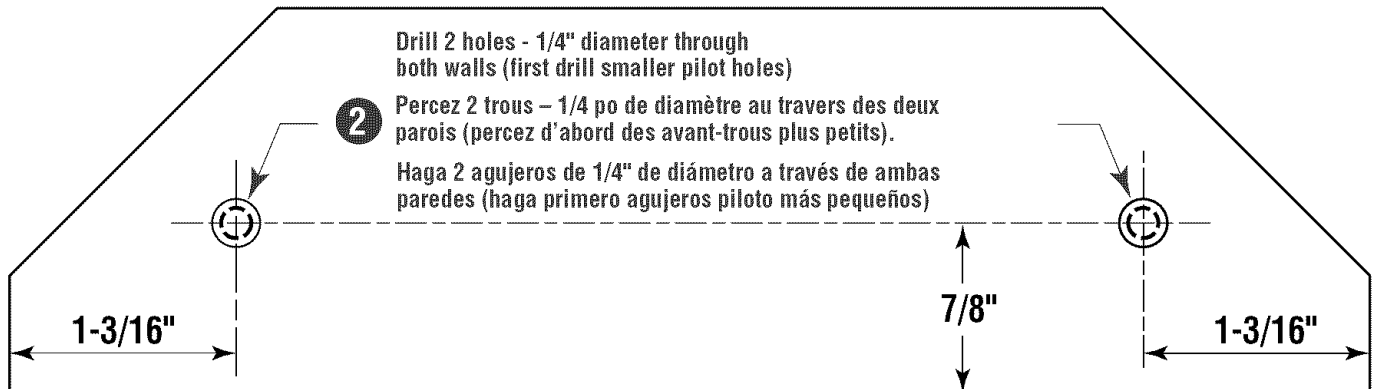 Drill 2 holes - 1/4" diameter through
both walls (first drill smaller pilot holes)
2
Percez 2 trous – 1/4 po de diamètre au travers des deux
parois (percez d'abord des avant-trous plus petits).
Haga 2 agujeros de 1/4" de diámetro a través de ambas
paredes (haga primero agujeros piloto más pequeños)
1-3/16"
7/8"
1-3/16"